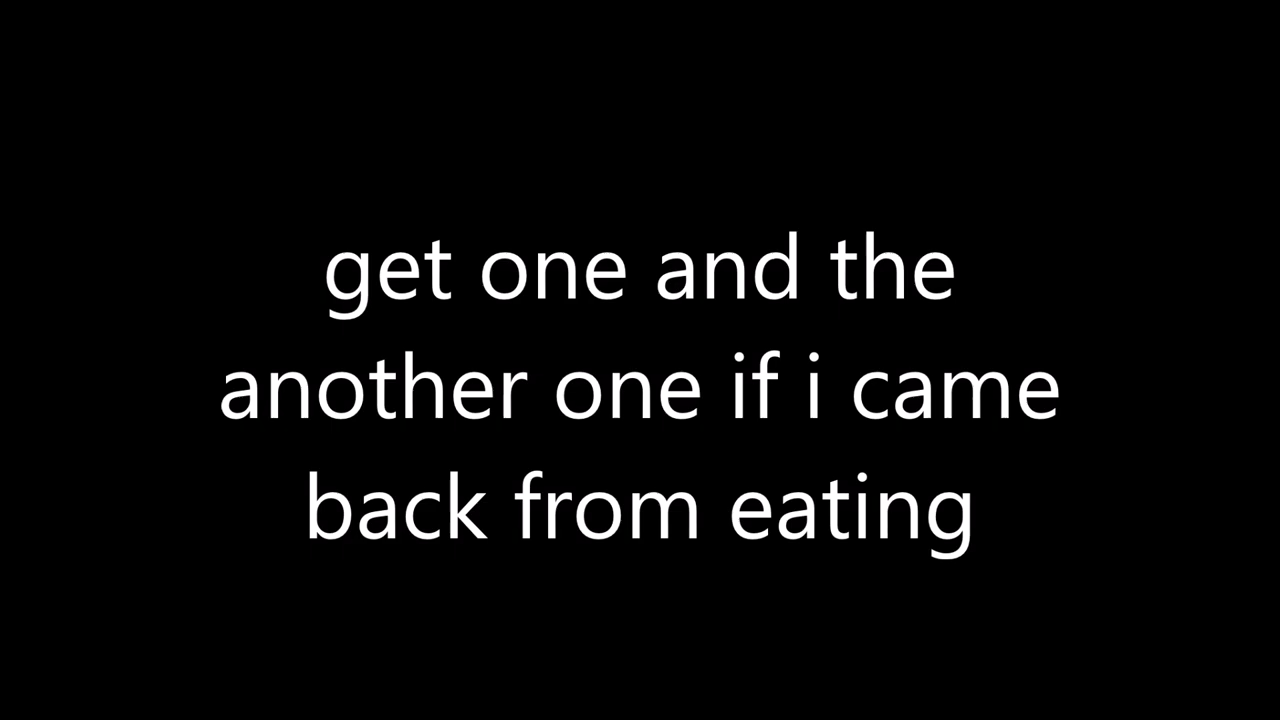 get one and the
another one if i came
back from eating